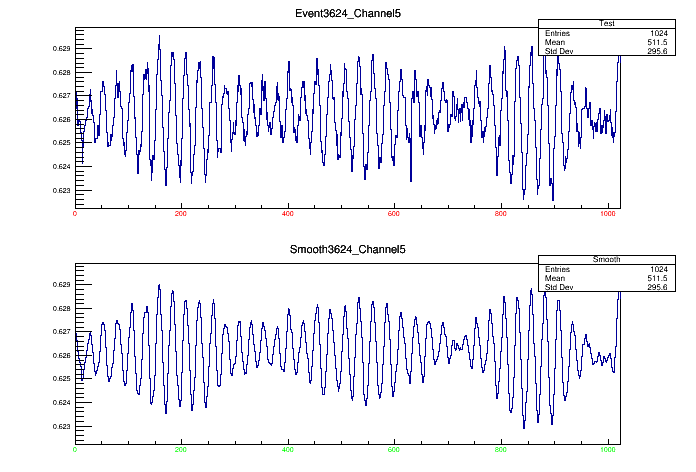 Event3624_Channel5
Test
Entries 1024
Mean 511.5
Std Dev 295.6
0.629
0.628
0.627
0.626
0.625
0.624
0.623
0 200 400 600 800 1000
Smooth3624_Channel5
Smooth
Entries 1024
Mean 511.5
Std Dev 295.6
0.629
0.628
0.627
0.626
0.625
0.624
0.623
0 200 400 600 800 1000